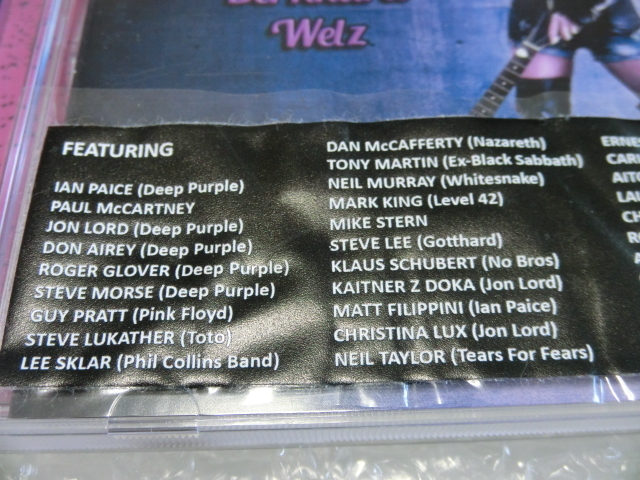 Welz
FEATURING
IAN PAICE (Deep Purple)
PAUL McCARTNEY
JON LORD (Deep Purple)
DON AIREY (Deep Purple)
ROGER GLOVER (Deep Purple)
STEVE MORSE (Deep Purple)
GUY PRATT (Pink Floyd)
STEVE LUKATHER (Toto)
LEE SKLAR (Phil Collins Band)
DAN McCAFFERTY (Nazareth)
TONY MARTIN (Ex-Black Sabbath)
NEIL MURRAY (Whitesnake)
MARK KING (Level 42)
MIKE STERN
STEVE LEE (Gotthard)
KLAUS SCHUBERT (No Bros)
KAITNER Z DOKA (Jon Lord)
MATT FILIPPINI (Ian Paice)
CHRISTINA LUX (Jon Lord)
NEIL TAYLOR (Tears For Fears)